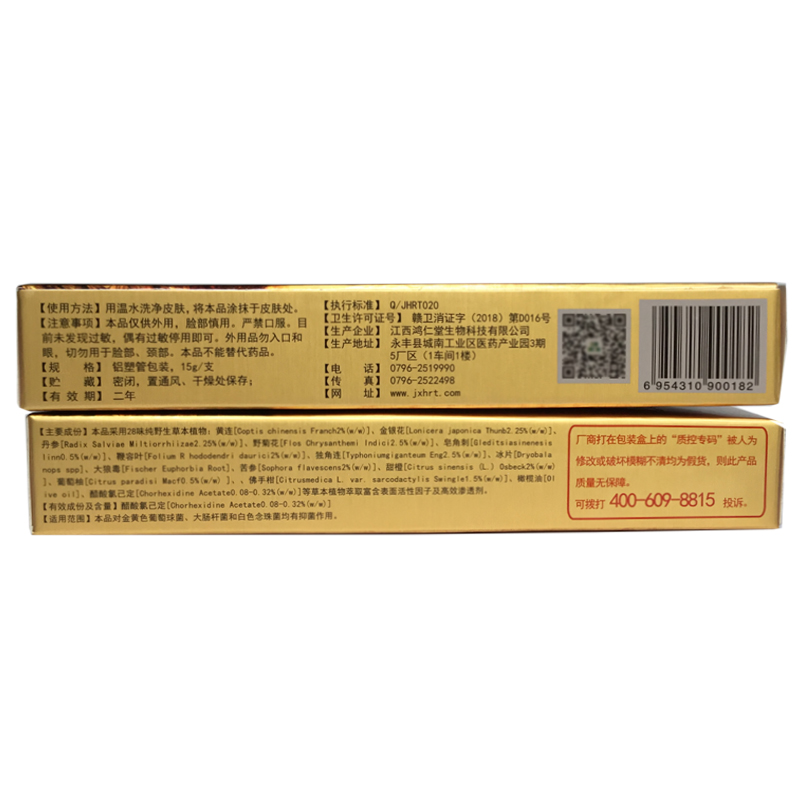 【使用方法】用温水洗净皮肤，将本品涂抹于皮肤处。
【注意事项】本品仅供外用，脸部慎用。严禁口服。目
前未发现过敏，偶有过敏停用即可。外用品勿入口和
眼，切勿用于脸部、颈部。本品不能替代药品。
【规　　格】铝塑管包装，15g/支
【贮　　藏】密闭，置通风、干燥处保存；
【有 效 期】二年
【执行标准】Q/JHRT020
【卫生许可证号】赣卫消证字（2018）第D016号
【生产企业】江西鸿仁堂生物科技有限公司
【生产地址】永丰县城南工业区医药产业园3期
5厂区（1车间1楼）
【电　　话】0796-2519990
【传　　真】0796-2522498
【网　　址】www.jxhrt.com
6 954310 900182
【主要成份】本品采用28味纯野生草本植物：黄连[Coptis chinensis Franch2%(w/w)]、金银花[Lonicera japonica Thunb2.25%(w/w)]、
丹参[Radix Salviae Miltiorrhiizae2.25%(w/w)]、野菊花[Flos Chrysanthemi Indici2.5%(w/w)]、皂角刺[Gleditsiasinenesis
linn0.5%(w/w)]、鞭容叶[Folium R hododendri daurici2%(w/w)]、独角连[Typhoniumgiganteum Eng2.5%(w/w)]、冰片[Dryobala
nops spp]、大狼毒[Fischer Euphorbia Root]、苦参[Sophora flavescens2%(w/w)]、甜橙[Citrus sinensis (L.) Osbeck2%(w/w)
]、葡萄柚[Citrus paradisi Macf0.5%(w/w)]、、佛手柑[Citrusmedica L. var. sarcodactylis Swingle1.5%(w/w)]、橄榄油[Ol
ive oil]、醋酸氯己定[Chorhexidine Acetate0.08-0.32%(w/w)]等草本植物萃取富含表面活性因子及高效渗透剂。
【有效成份及含量】醋酸氯己定[Chorhexidine Acetate0.08-0.32%(w/w)]
【适用范围】本品对金黄色葡萄球菌、大肠杆菌和白色念珠菌均有抑菌作用。
厂商打在包装盒上的“质控专码”被人为
修改或破坏模糊不清均为假货，则此产品
质量无保障。
可拨打 400-609-8815 投诉。